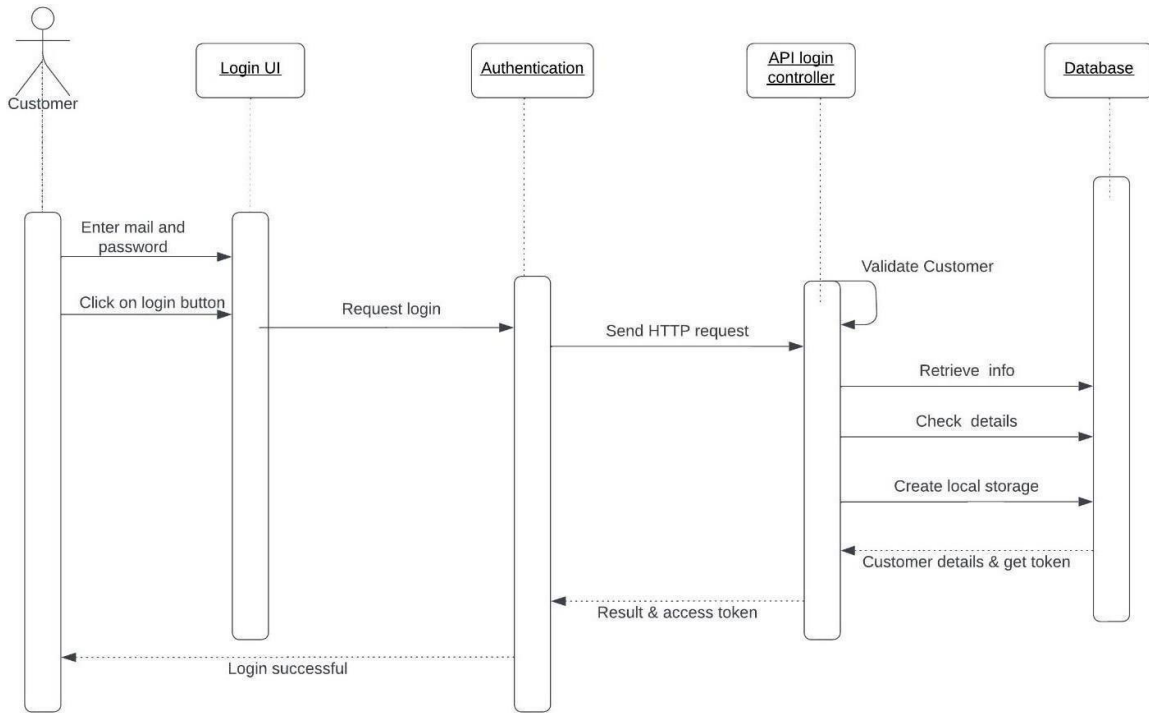 Customer
Login UI
Authentication
API login
controller
Database
Enter mail and
password
Validate Customer
Click on login button
Request login
Send HTTP request
Retrieve info
Check details
Create local storage
Customer details & get token
Result & access token
Login successful